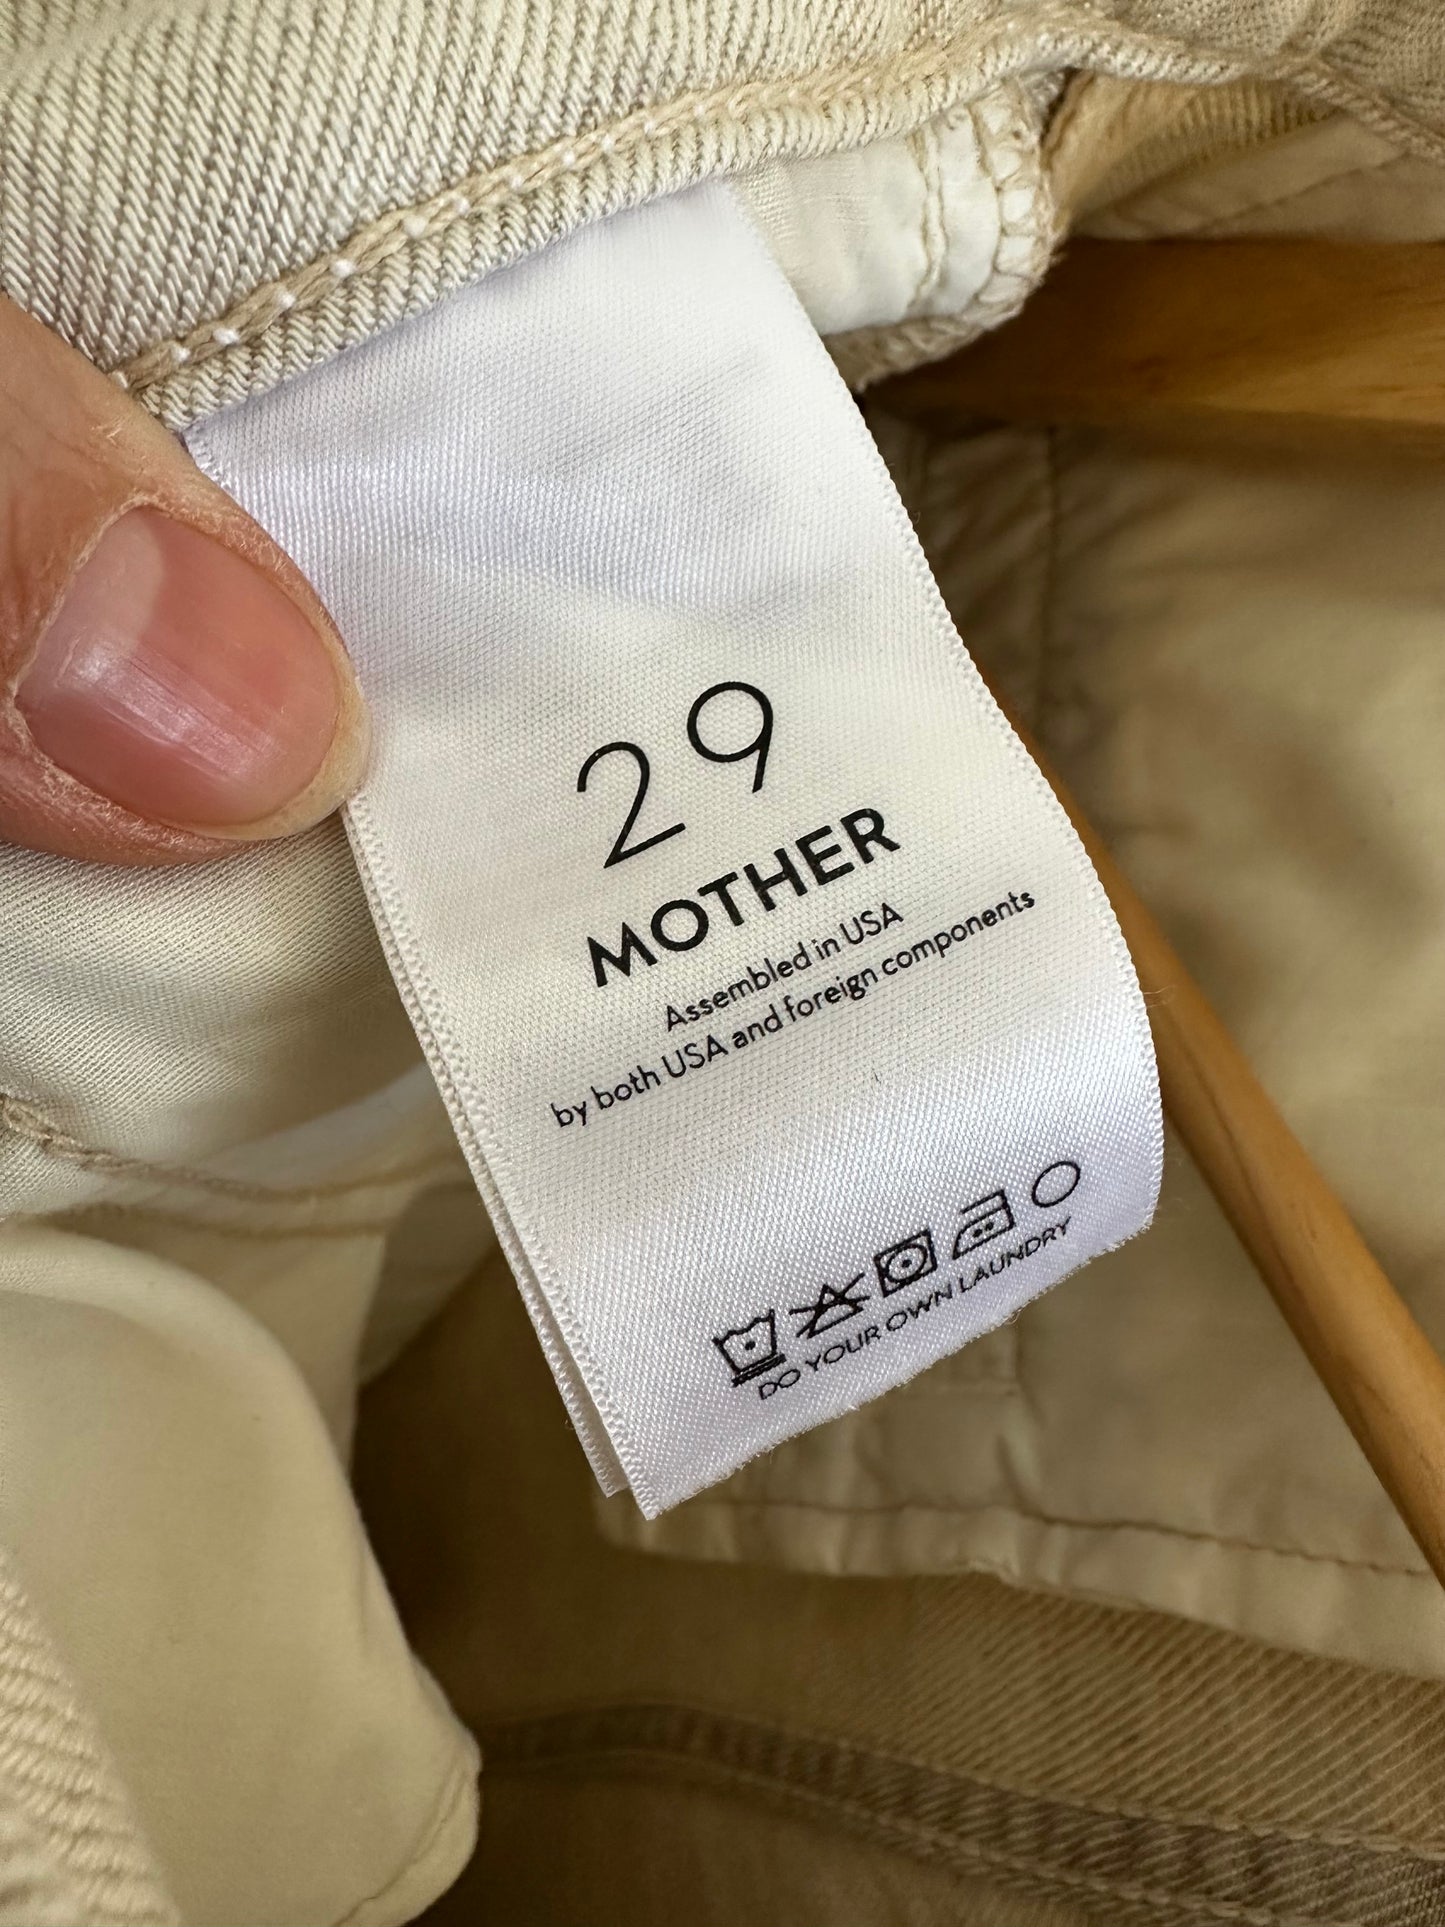 29
MOTHER
Assembled in USA
by both USA and foreign components
DO YOUR OWN LAUNDRY